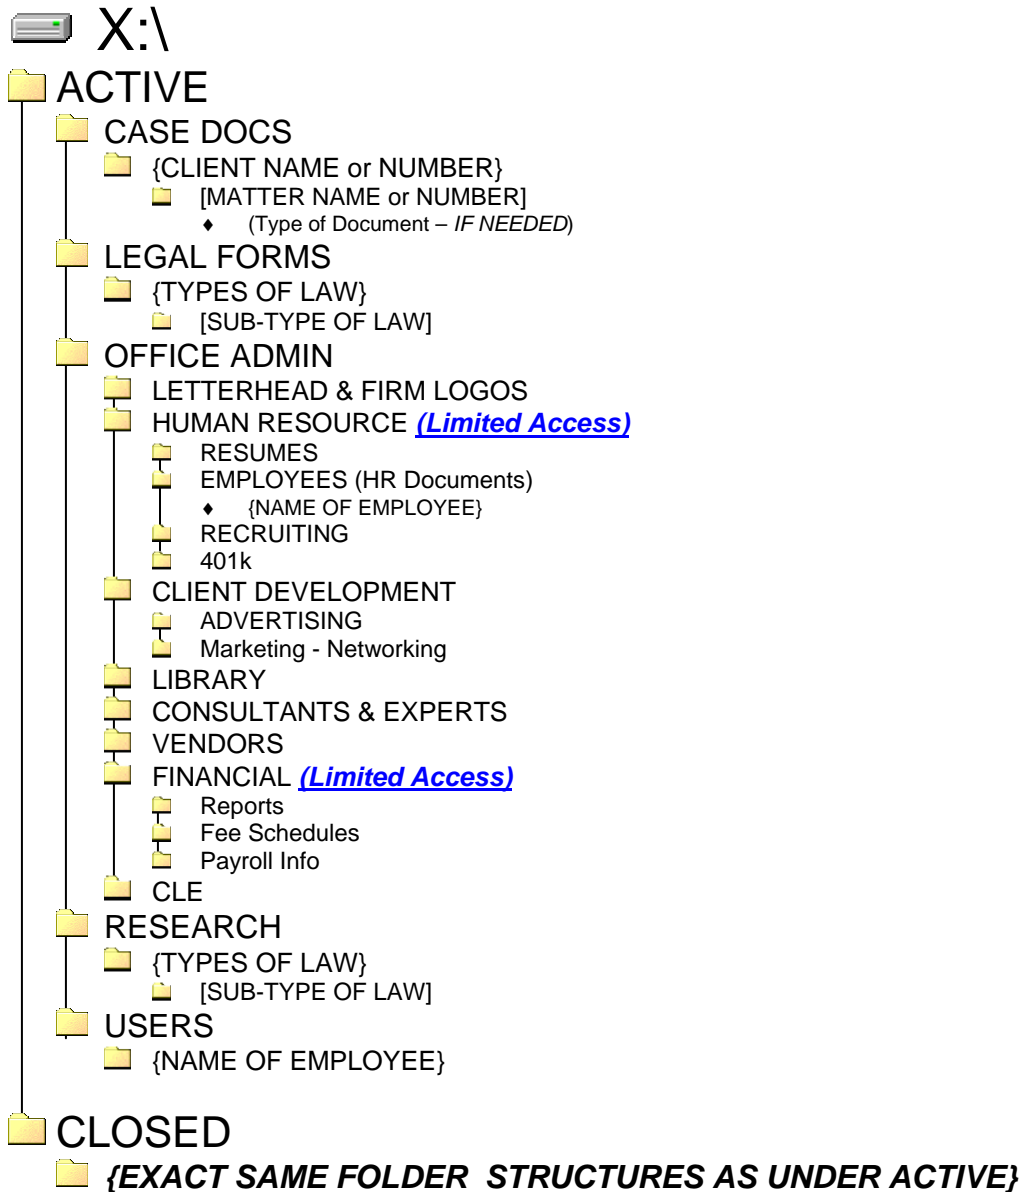 X:\
ACTIVE
CASE DOCS
{CLIENT NAME or NUMBER}
[MATTER NAME or NUMBER]
♦ (Type of Document – IF NEEDED)
LEGAL FORMS
{TYPES OF LAW}
[SUB-TYPE OF LAW]
OFFICE ADMIN
LETTERHEAD & FIRM LOGOS
HUMAN RESOURCE (Limited Access)
RESUMES
EMPLOYEES (HR Documents)
♦ {NAME OF EMPLOYEE}
RECRUITING
401k
CLIENT DEVELOPMENT
ADVERTISING
Marketing - Networking
LIBRARY
CONSULTANTS & EXPERTS
VENDORS
FINANCIAL (Limited Access)
Reports
Fee Schedules
Payroll Info
CLE
RESEARCH
{TYPES OF LAW}
[SUB-TYPE OF LAW]
USERS
{NAME OF EMPLOYEE}
CLOSED
{EXACT SAME FOLDER STRUCTURES AS UNDER ACTIVE}